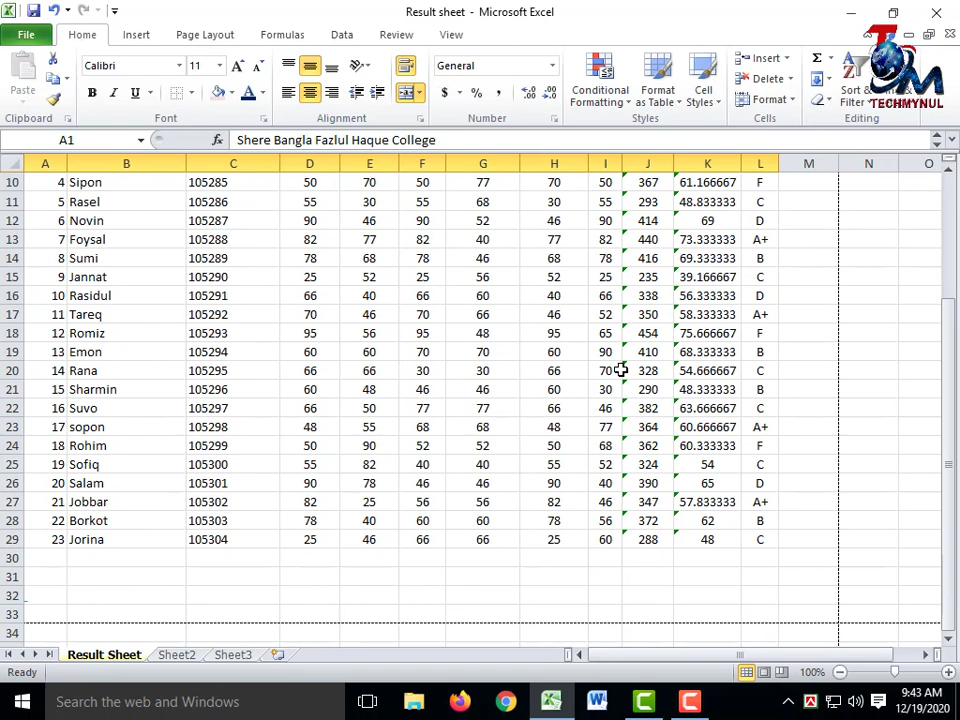 Result sheet - Microsoft Excel
File Home Insert Page Layout Formulas Data Review View
TM
TECHMYNUL
Paste
Calibri 11 A A
B I U A
General
$ % ,
Conditional Formatting
Format as Table
Cell Styles
Insert
Delete
Format
Σ
Sort & Filter
Clipboard Font Alignment Number Styles Cells Editing
A1 fx Shere Bangla Fazlul Haque College
A B C D E F G H I J K L M N O
10 4 Sipon 105285 50 70 50 77 70 50 367 61.166667 F
11 5 Rasel 105286 55 30 55 68 30 55 293 48.833333 C
12 6 Novin 105287 90 46 90 52 46 90 414 69 D
13 7 Foysal 105288 82 77 82 40 77 82 440 73.333333 A+
14 8 Sumi 105289 78 68 78 46 68 78 416 69.333333 B
15 9 Jannat 105290 25 52 25 56 52 25 235 39.166667 C
16 10 Rasidul 105291 66 40 66 60 40 66 338 56.333333 D
17 11 Tareq 105292 70 46 70 66 46 52 350 58.333333 A+
18 12 Romiz 105293 95 56 95 48 95 65 454 75.666667 F
19 13 Emon 105294 60 60 70 70 60 90 410 68.333333 B
20 14 Rana 105295 66 66 30 30 66 70 328 54.666667 C
21 15 Sharmin 105296 60 48 46 46 60 30 290 48.333333 B
22 16 Suvo 105297 66 50 77 77 66 46 382 63.666667 C
23 17 sopon 105298 48 55 68 68 48 77 364 60.666667 A+
24 18 Rohim 105299 50 90 52 52 50 68 362 60.333333 F
25 19 Sofiq 105300 55 82 40 40 55 52 324 54 C
26 20 Salam 105301 90 78 46 46 90 40 390 65 D
27 21 Jobbar 105302 82 25 56 56 82 46 347 57.833333 A+
28 22 Borkot 105303 78 40 60 60 78 56 372 62 B
29 23 Jorina 105304 25 46 66 66 25 60 288 48 C
30
31
32
33
34
Result Sheet Sheet2 Sheet3
Ready 100%
Search the web and Windows
9:43 AM
12/19/2020